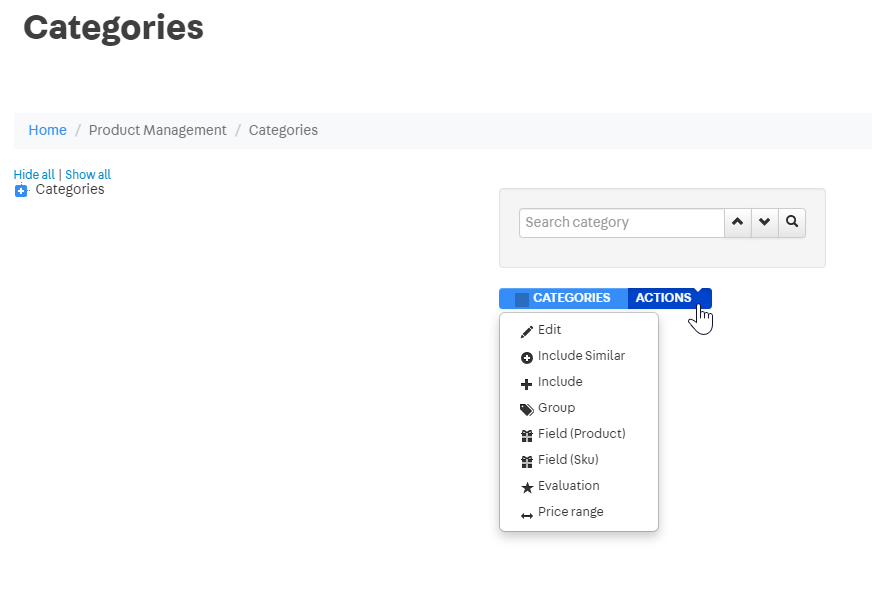 Categories
Home / Product Management / Categories
Hide all | Show all
Categories
Search category
CATEGORIES ACTIONS
Edit
Include Similar
Include
Group
Field (Product)
Field (Sku)
Evaluation
Price range